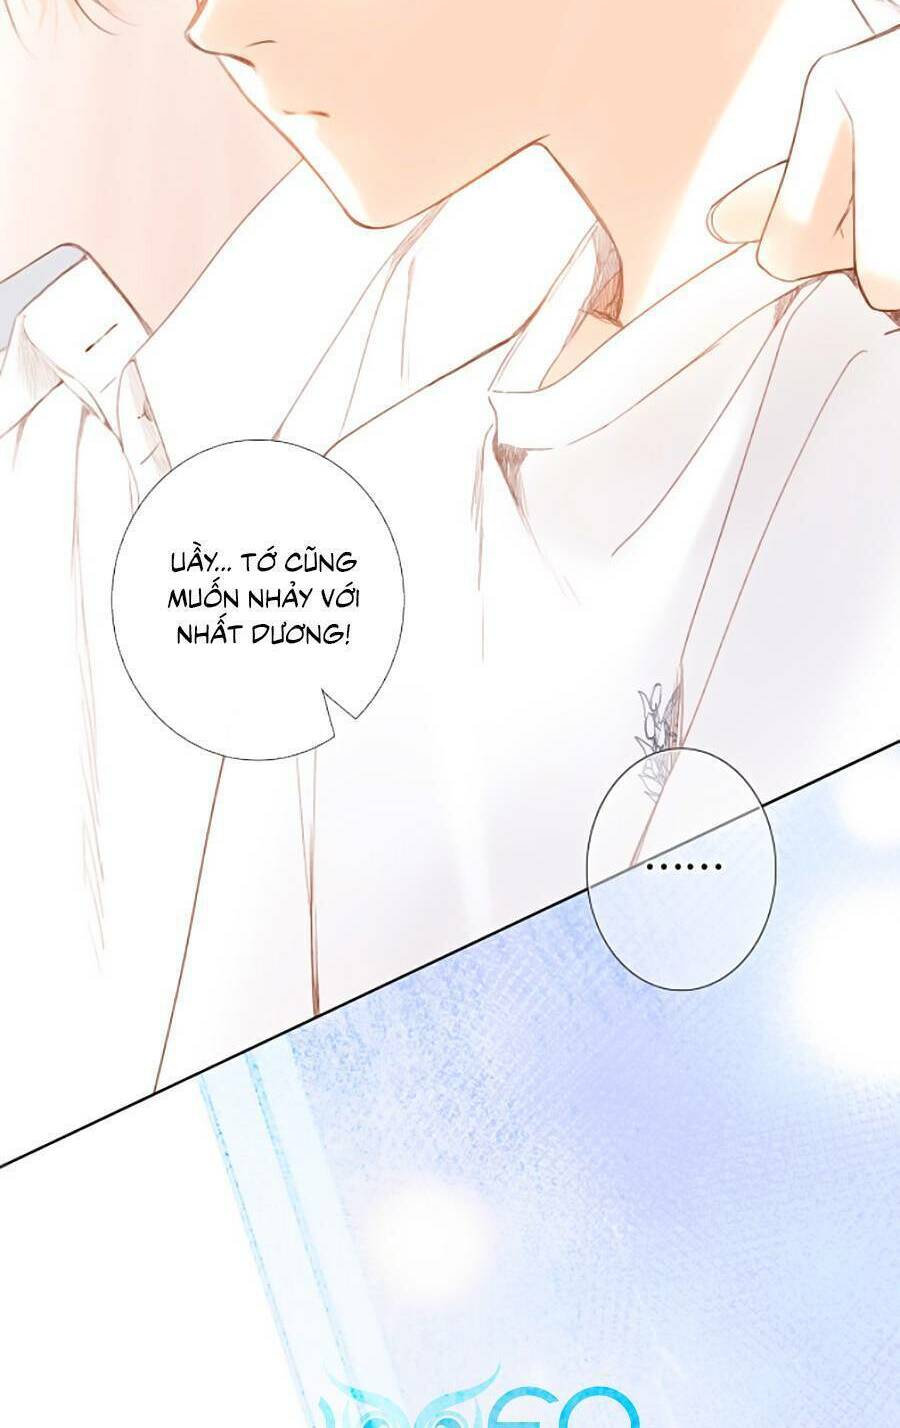 UẦY... TỚ CŨNG
MUỐN NHẢY VỚI
NHẤT DƯƠNG!
......